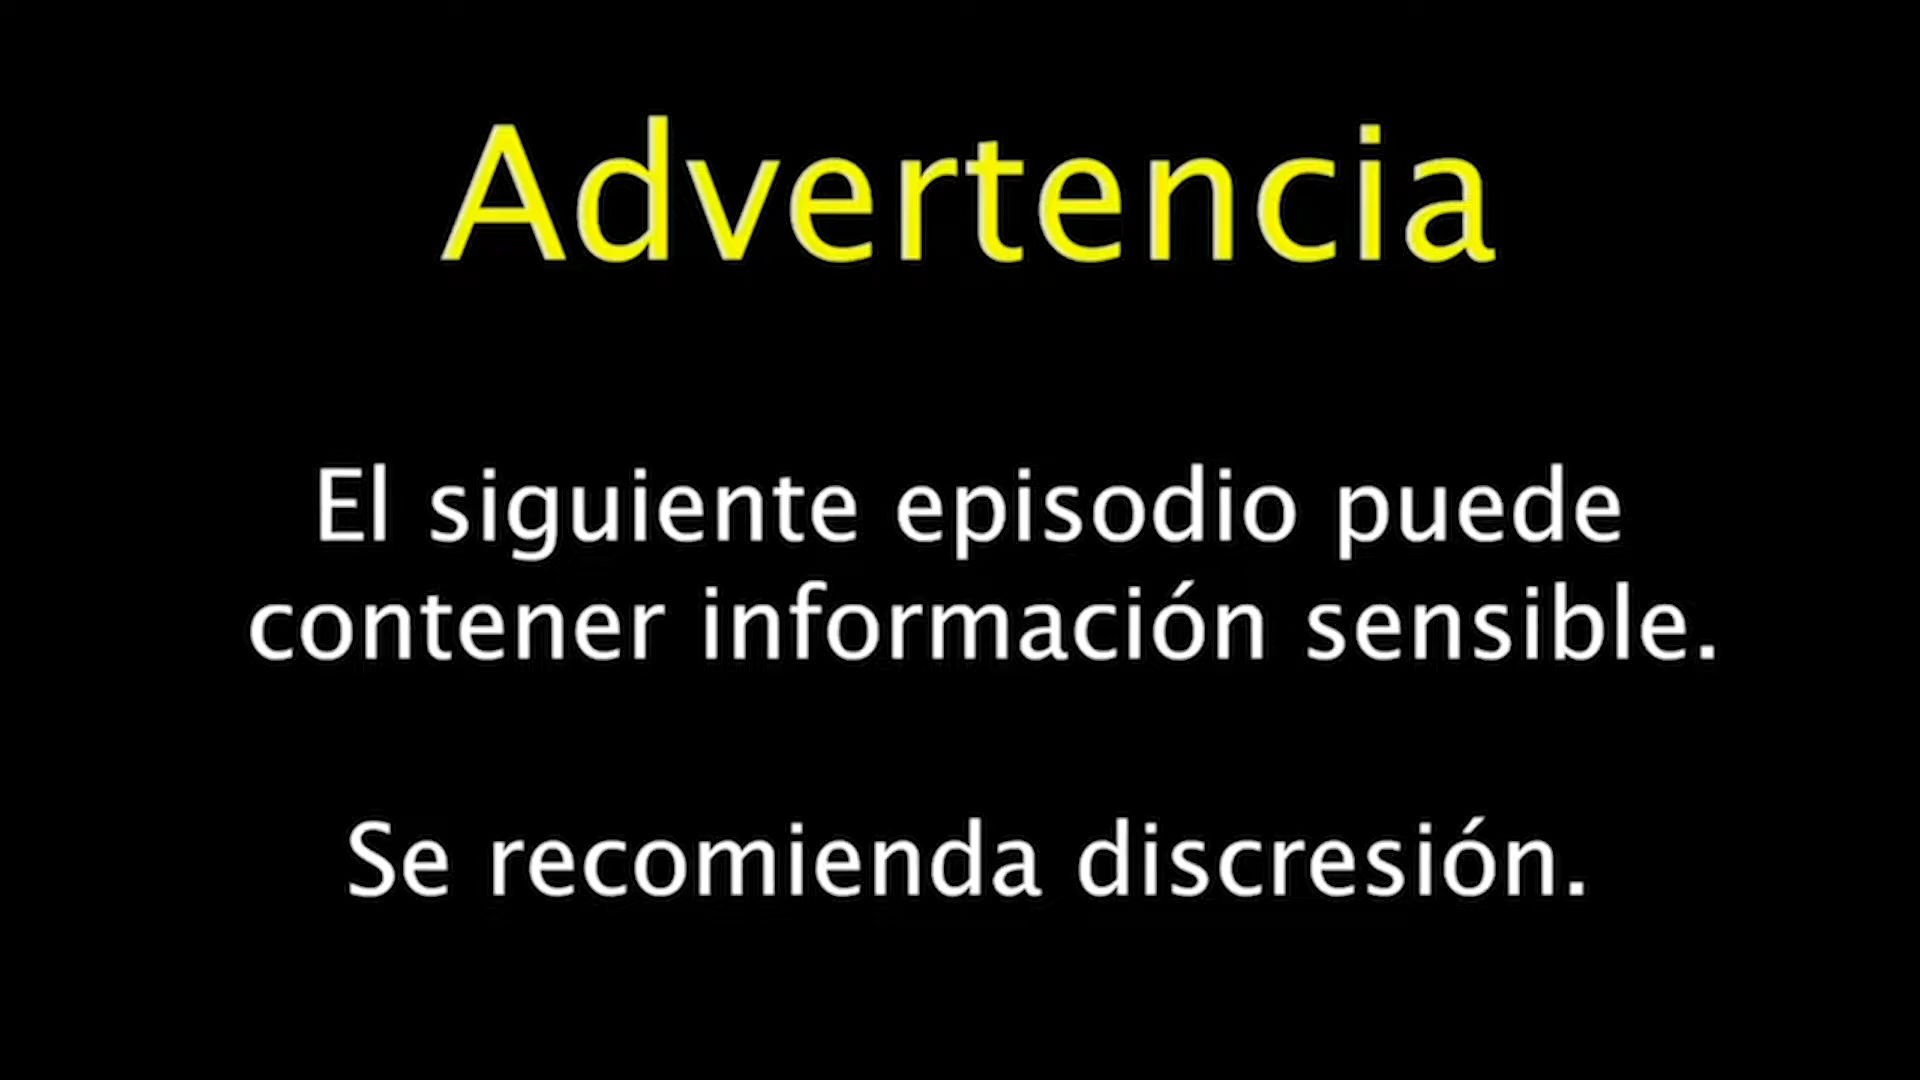 Advertencia
El siguiente episodio puede
contener información sensible.
Se recomienda discresión.